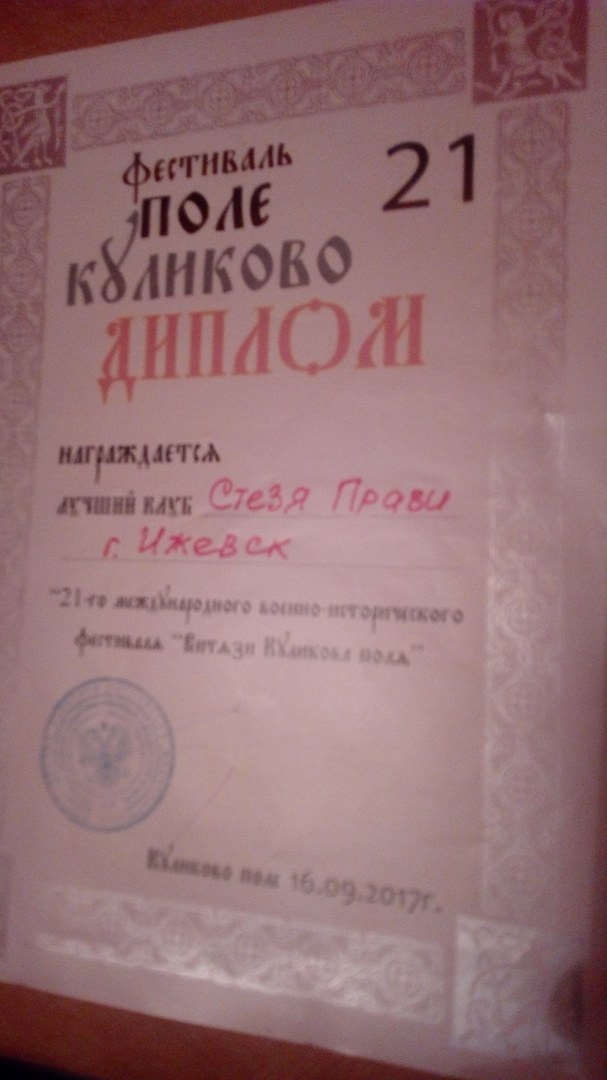 фестиваль
поле
21
куликово
диплом
награждается
лучший клуб Стезя Прави
г. Ижевск
"21-го международного военно-исторического
фестиваля "Витязи Куликова поля"
Куликово поле 16.09.2017г.